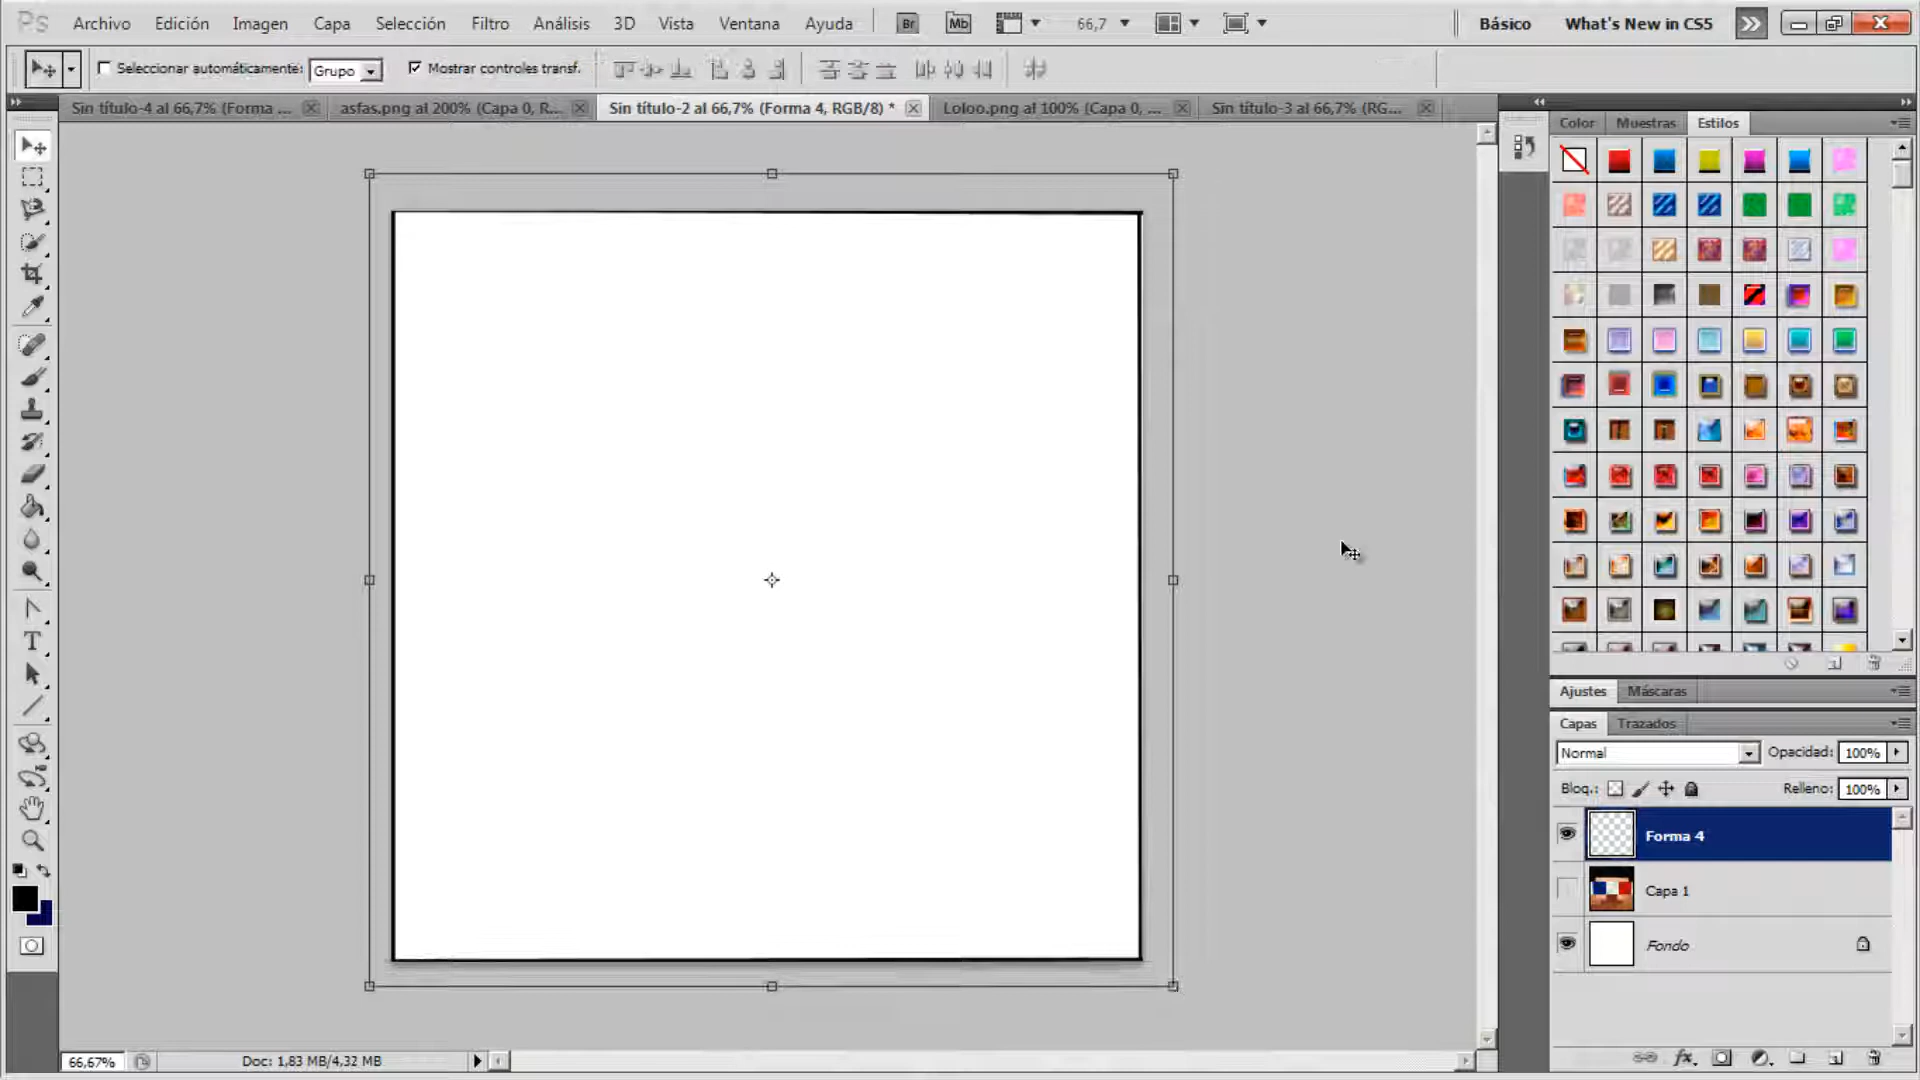 Ps Archivo Edición Imagen Capa Selección Filtro Análisis 3D Vista Ventana Ayuda Br Mb 66,7 Básico What's New in CS5
Seleccionar automáticamente: Grupo Mostrar controles transf.
Sin título-4 al 66,7% (Forma ... asfas.png al 200% (Capa 0, R... Sin título-2 al 66,7% (Forma 4, RGB/8) * Loloo.png al 100% (Capa 0, ... Sin título-3 al 66,7% (RG...
Color Muestras Estilos
T
Ajustes Máscaras
Capas Trazados
Normal Opacidad: 100%
Bloq.: Relleno: 100%
Forma 4
Capa 1
Fondo
66,67% Doc: 1,83 MB/4,32 MB
fx